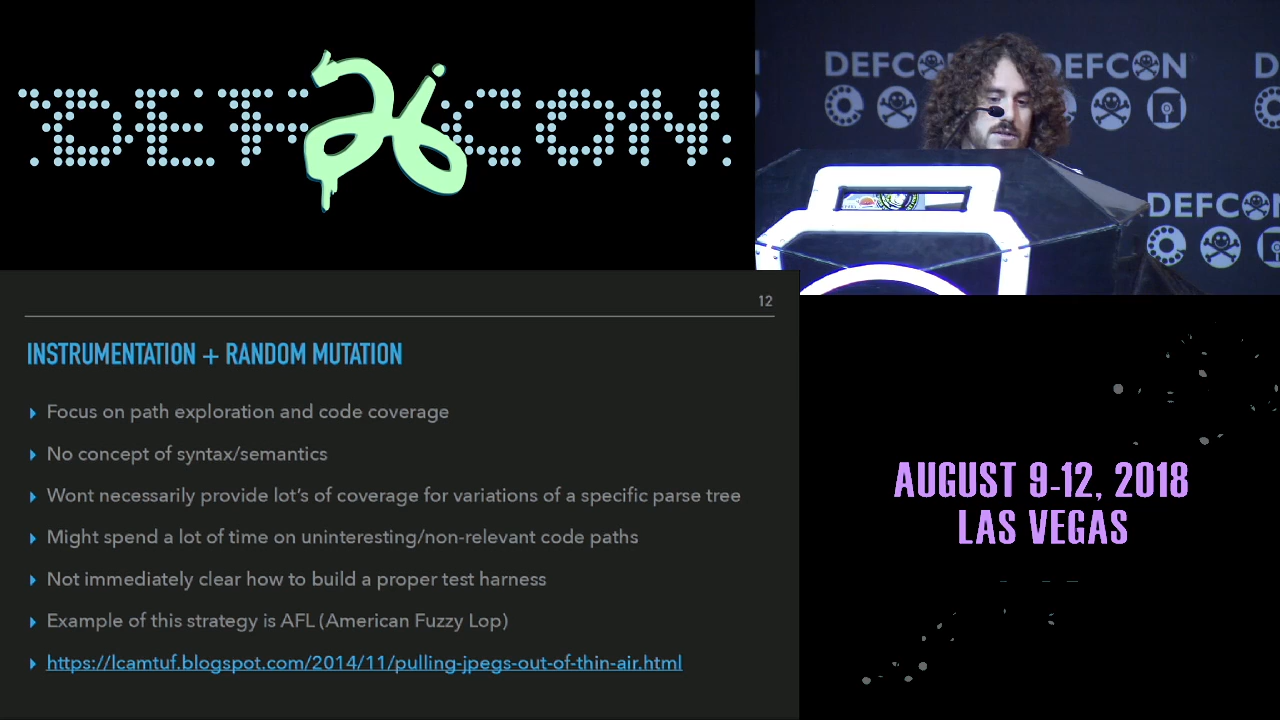 DEF CON 26
DEFCON
DEFCON
D
DEFCON
12
INSTRUMENTATION + RANDOM MUTATION
Focus on path exploration and code coverage
No concept of syntax/semantics
Wont necessarily provide lot's of coverage for variations of a specific parse tree
Might spend a lot of time on uninteresting/non-relevant code paths
Not immediately clear how to build a proper test harness
Example of this strategy is AFL (American Fuzzy Lop)
https://lcamtuf.blogspot.com/2014/11/pulling-jpegs-out-of-thin-air.html
AUGUST 9-12, 2018
LAS VEGAS